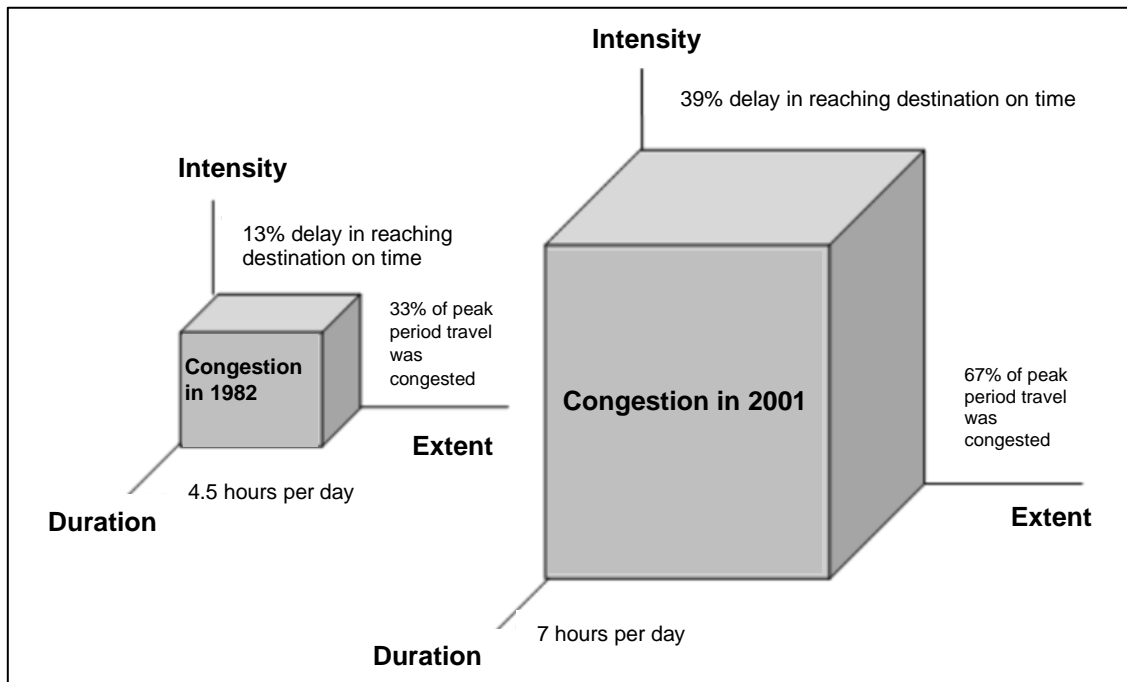 Intensity
39% delay in reaching destination on time
Intensity
13% delay in reaching
destination on time
33% of peak
period travel
was
congested
Congestion
in 1982
Extent
4.5 hours per day
Duration
Congestion in 2001
67% of peak
period travel
was
congested
Extent
7 hours per day
Duration